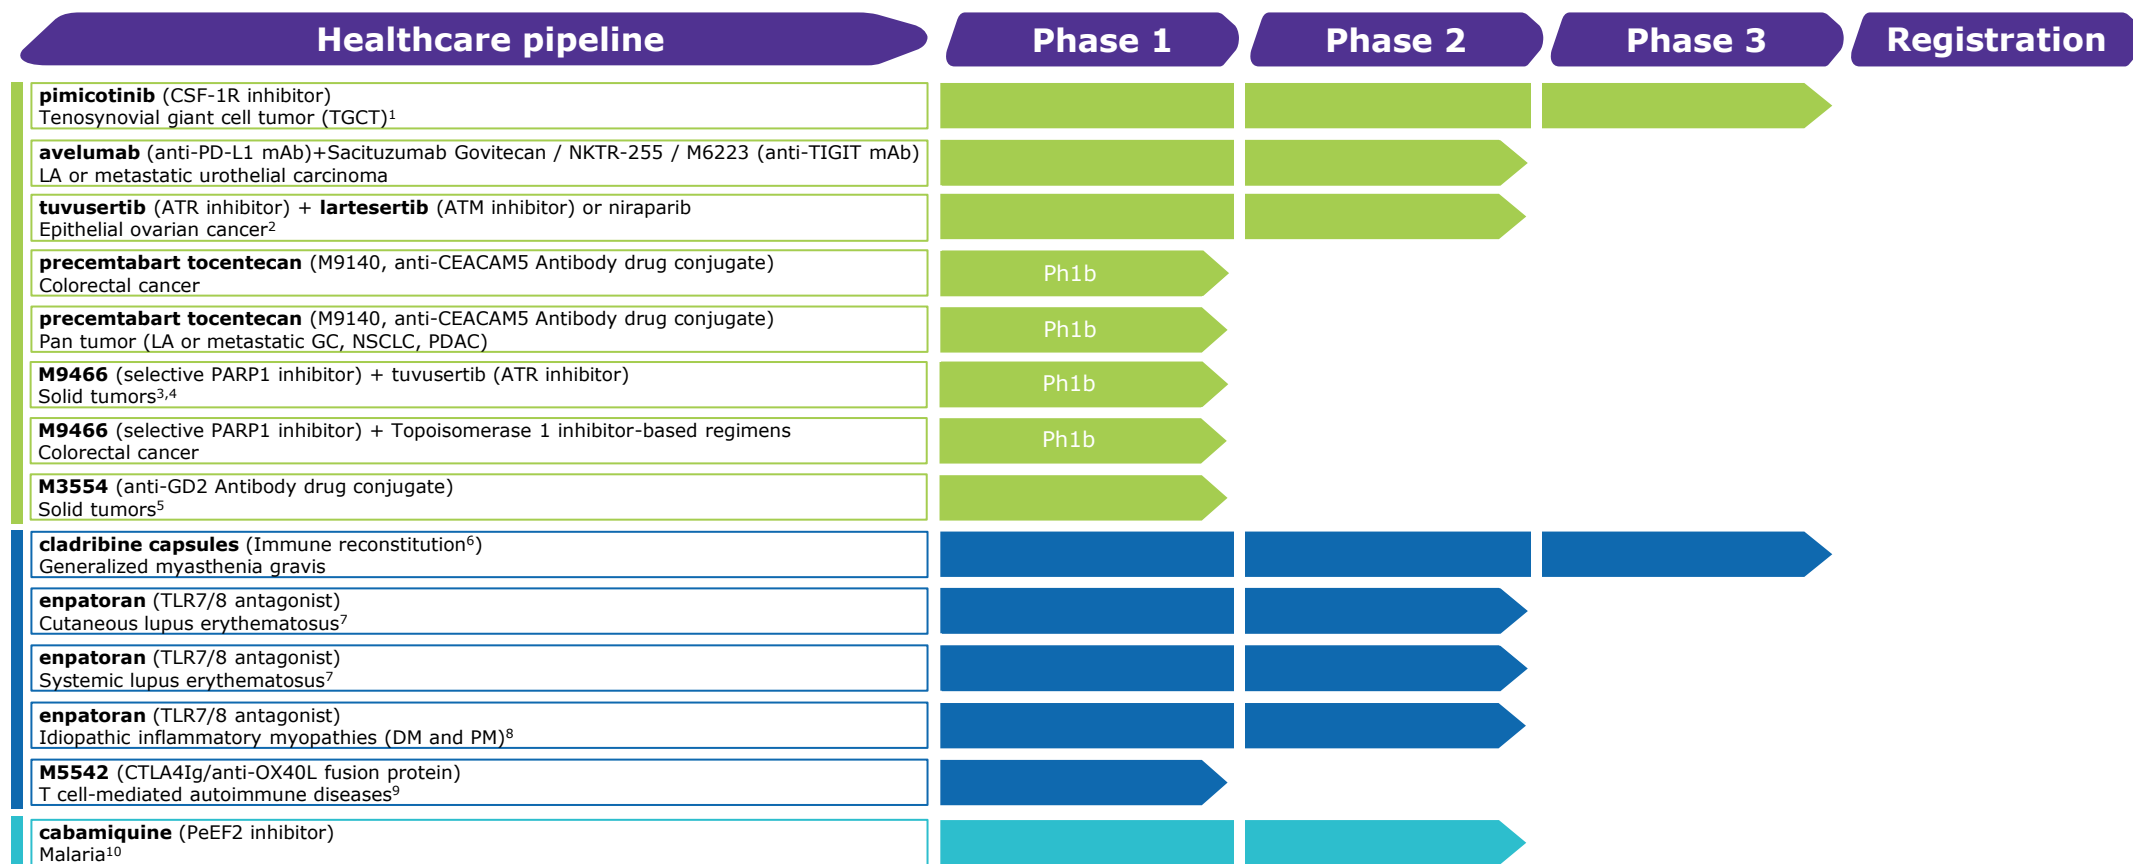 Healthcare pipeline
Phase 1
Phase 2
Phase 3
Registration
pimicotinib (CSF-1R inhibitor)
Tenosynovial giant cell tumor (TGCT)¹
avelumab (anti-PD-L1 mAb)+Sacituzumab Govitecan / NKTR-255 / M6223 (anti-TIGIT mAb)
LA or metastatic urothelial carcinoma
tuvusertib (ATR inhibitor) + lartesertib (ATM inhibitor) or niraparib
Epithelial ovarian cancer²
precemtabart tocentecan (M9140, anti-CEACAM5 Antibody drug conjugate)
Colorectal cancer
Ph1b
precemtabart tocentecan (M9140, anti-CEACAM5 Antibody drug conjugate)
Pan tumor (LA or metastatic GC, NSCLC, PDAC)
Ph1b
M9466 (selective PARP1 inhibitor) + tuvusertib (ATR inhibitor)
Solid tumors³,⁴
Ph1b
M9466 (selective PARP1 inhibitor) + Topoisomerase 1 inhibitor-based regimens
Colorectal cancer
Ph1b
M3554 (anti-GD2 Antibody drug conjugate)
Solid tumors⁵
cladribine capsules (Immune reconstitution⁶)
Generalized myasthenia gravis
enpatoran (TLR7/8 antagonist)
Cutaneous lupus erythematosus⁷
enpatoran (TLR7/8 antagonist)
Systemic lupus erythematosus⁷
enpatoran (TLR7/8 antagonist)
Idiopathic inflammatory myopathies (DM and PM)⁸
M5542 (CTLA4Ig/anti-OX40L fusion protein)
T cell-mediated autoimmune diseases⁹
cabamiquine (PeEF2 inhibitor)
Malaria¹⁰